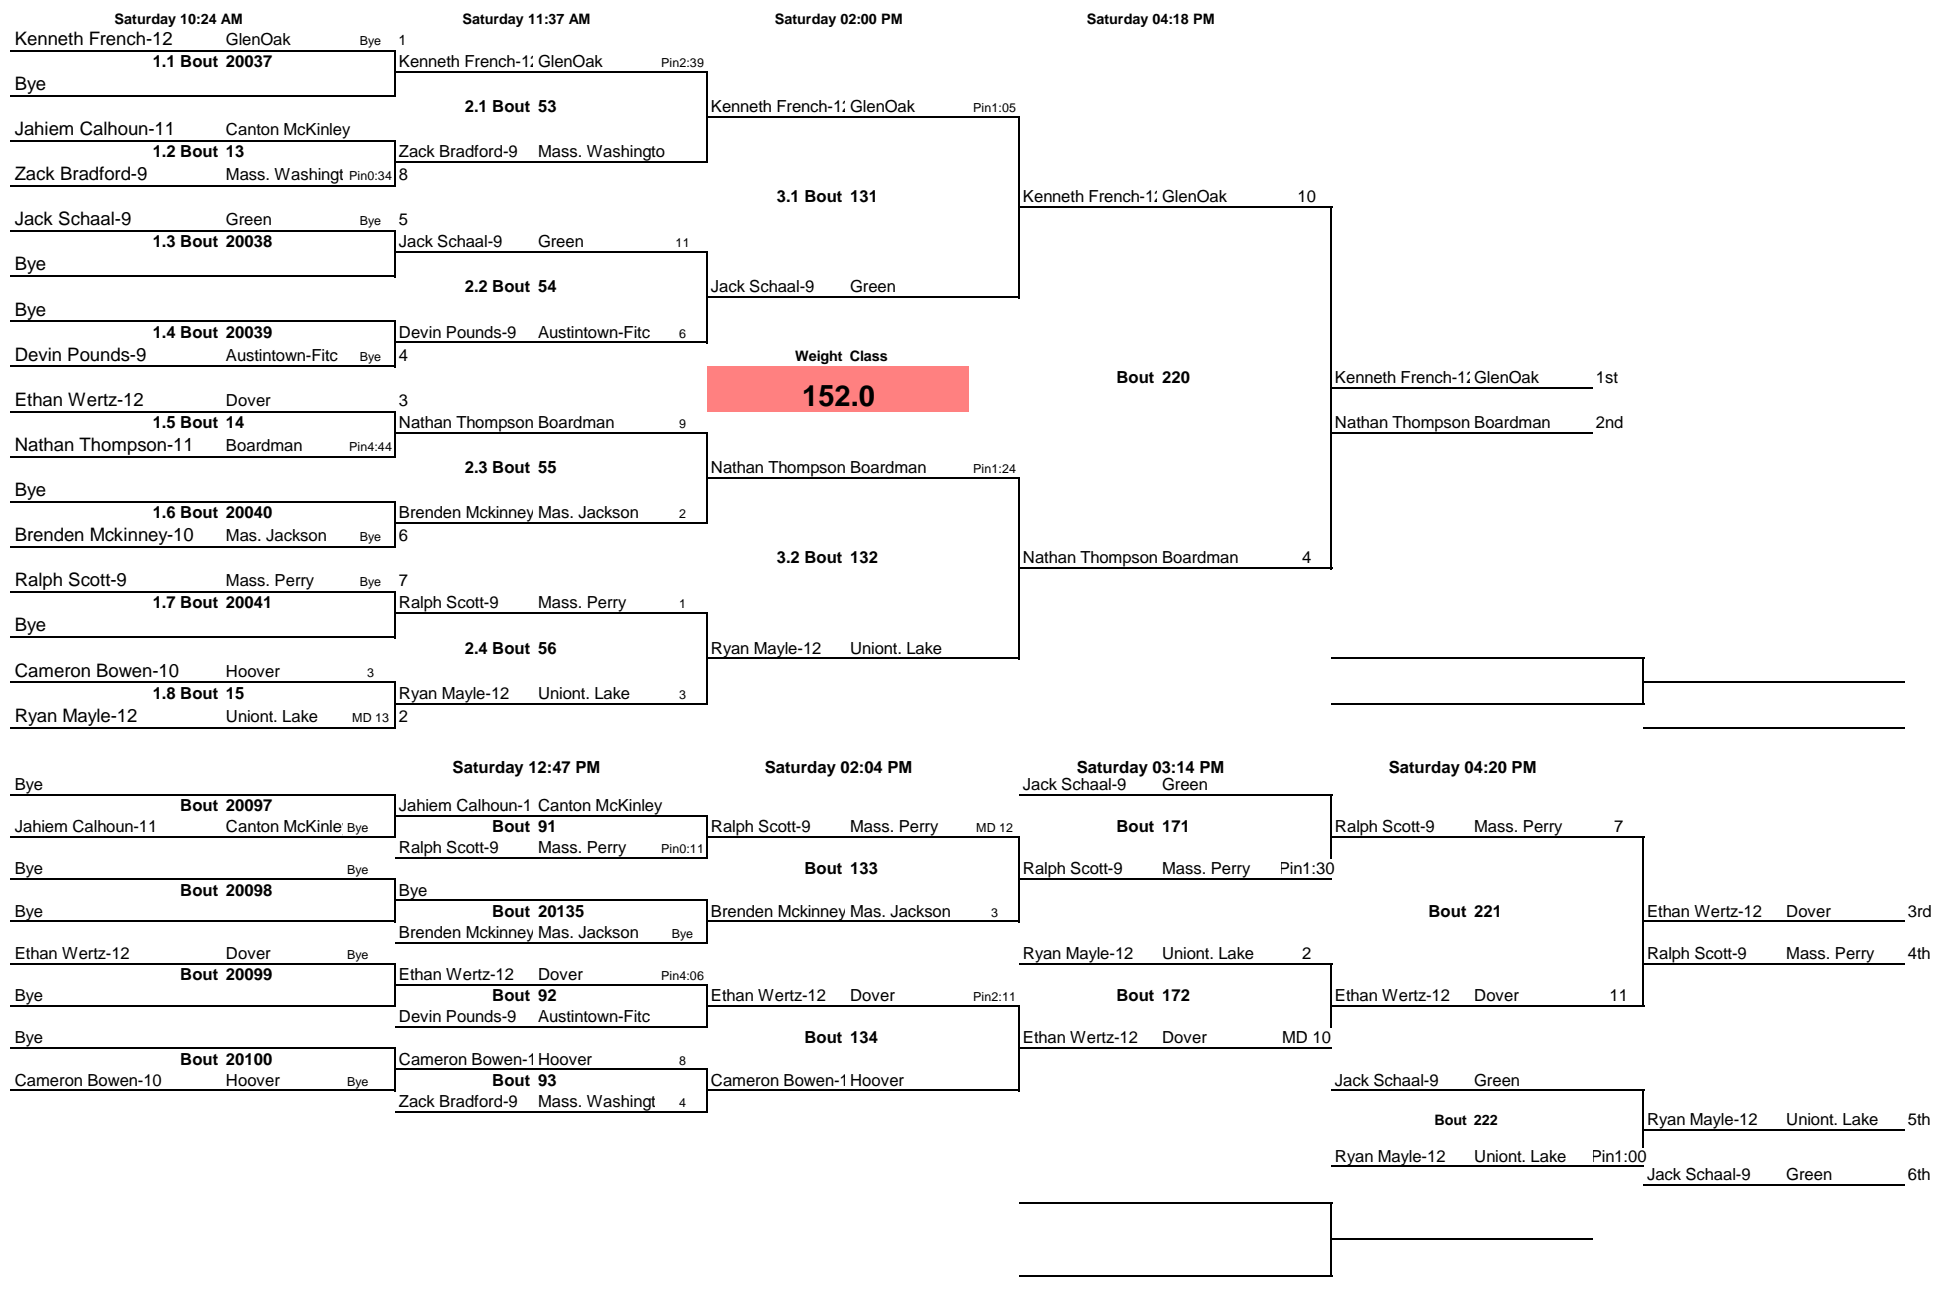 Saturday 10:24 AM Saturday 11:37 AM Saturday 02:00 PM Saturday 04:18 PM
Kenneth French-12 GlenOak Bye 1
1.1 Bout 20037 Kenneth French-1 GlenOak Pin2:39
Bye
2.1 Bout 53 Kenneth French-1 GlenOak Pin1:05
Jahiem Calhoun-11 Canton McKinley
1.2 Bout 13 Zack Bradford-9 Mass. Washingto
Zack Bradford-9 Mass. Washingt Pin0:34 8
3.1 Bout 131 Kenneth French-1 GlenOak 10
Jack Schaal-9 Green Bye 5
1.3 Bout 20038 Jack Schaal-9 Green 11
Bye
2.2 Bout 54 Jack Schaal-9 Green
Bye
1.4 Bout 20039 Devin Pounds-9 Austintown-Fitc 6
Devin Pounds-9 Austintown-Fitc Bye 4 Weight Class
Bout 220 Kenneth French-1 GlenOak 1st
Ethan Wertz-12 Dover 3 152.0
1.5 Bout 14 Nathan Thompson Boardman 9 Nathan Thompson Boardman 2nd
Nathan Thompson-11 Boardman Pin4:44
2.3 Bout 55 Nathan Thompson Boardman Pin1:24
Bye
1.6 Bout 20040 Brenden Mckinney Mas. Jackson 2
Brenden Mckinney-10 Mas. Jackson Bye 6
3.2 Bout 132 Nathan Thompson Boardman 4
Ralph Scott-9 Mass. Perry Bye 7
1.7 Bout 20041 Ralph Scott-9 Mass. Perry 1
Bye
2.4 Bout 56 Ryan Mayle-12 Uniont. Lake
Cameron Bowen-10 Hoover 3
1.8 Bout 15 Ryan Mayle-12 Uniont. Lake 3
Ryan Mayle-12 Uniont. Lake MD 13 2
Saturday 12:47 PM Saturday 02:04 PM Saturday 03:14 PM Saturday 04:20 PM
Bye Jack Schaal-9 Green
Bout 20097 Jahiem Calhoun-1 Canton McKinley
Jahiem Calhoun-11 Canton McKinle Bye Bout 91 Ralph Scott-9 Mass. Perry MD 12 Bout 171 Ralph Scott-9 Mass. Perry 7
Ralph Scott-9 Mass. Perry Pin0:11
Bye Bye Bout 133 Ralph Scott-9 Mass. Perry Pin1:30
Bout 20098 Bye
Bye Bout 20135 Brenden Mckinney Mas. Jackson 3 Bout 221 Ethan Wertz-12 Dover 3rd
Brenden Mckinney Mas. Jackson Bye
Ethan Wertz-12 Dover Bye Ryan Mayle-12 Uniont. Lake 2 Ralph Scott-9 Mass. Perry 4th
Bout 20099 Ethan Wertz-12 Dover Pin4:06
Bye Bout 92 Ethan Wertz-12 Dover Pin2:11 Bout 172 Ethan Wertz-12 Dover 11
Devin Pounds-9 Austintown-Fitc
Bye Bout 134 Ethan Wertz-12 Dover MD 10
Bout 20100 Cameron Bowen-1 Hoover 8
Cameron Bowen-10 Hoover Bye Bout 93 Cameron Bowen-1 Hoover Jack Schaal-9 Green
Zack Bradford-9 Mass. Washingt 4
Bout 222 Ryan Mayle-12 Uniont. Lake 5th
Ryan Mayle-12 Uniont. Lake Pin1:00
Jack Schaal-9 Green 6th